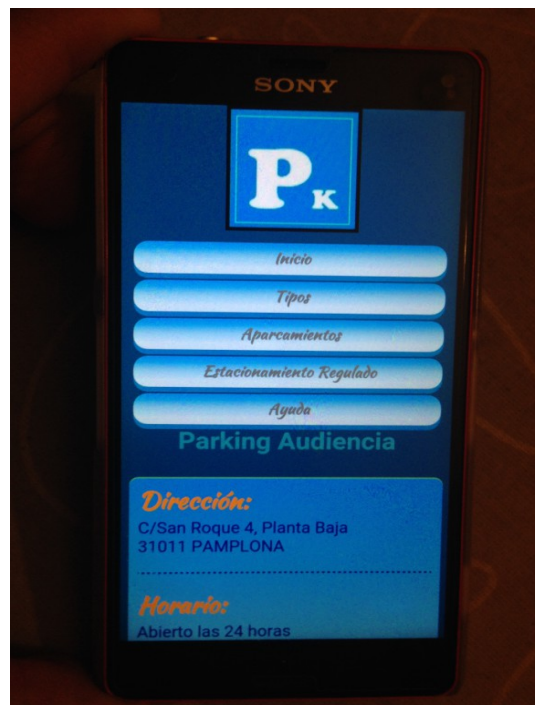 SONY
PK
Inicio
Tipos
Aparcamientos
Estacionamiento Regulado
Ayuda
Parking Audiencia
Dirección:
C/San Roque 4, Planta Baja
31011 PAMPLONA
Horario:
Abierto las 24 horas